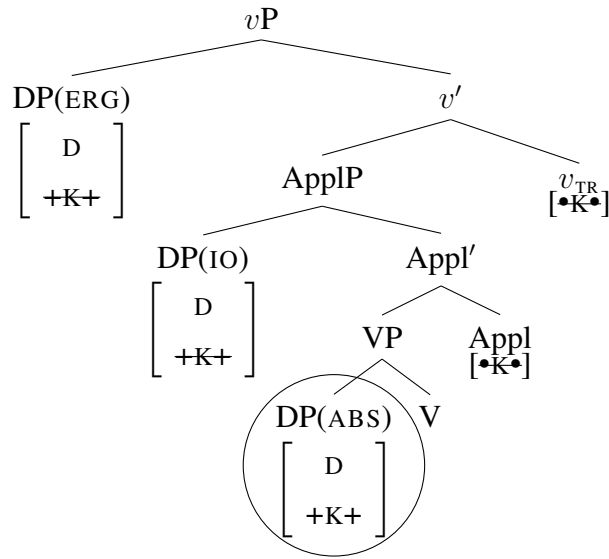 vP
DP(ERG)
v′
D
+K+
ApplP
v_TR
[•K•]
DP(IO)
Appl′
D
+K+
VP
Appl
[•K•]
DP(ABS)
V
D
+K+